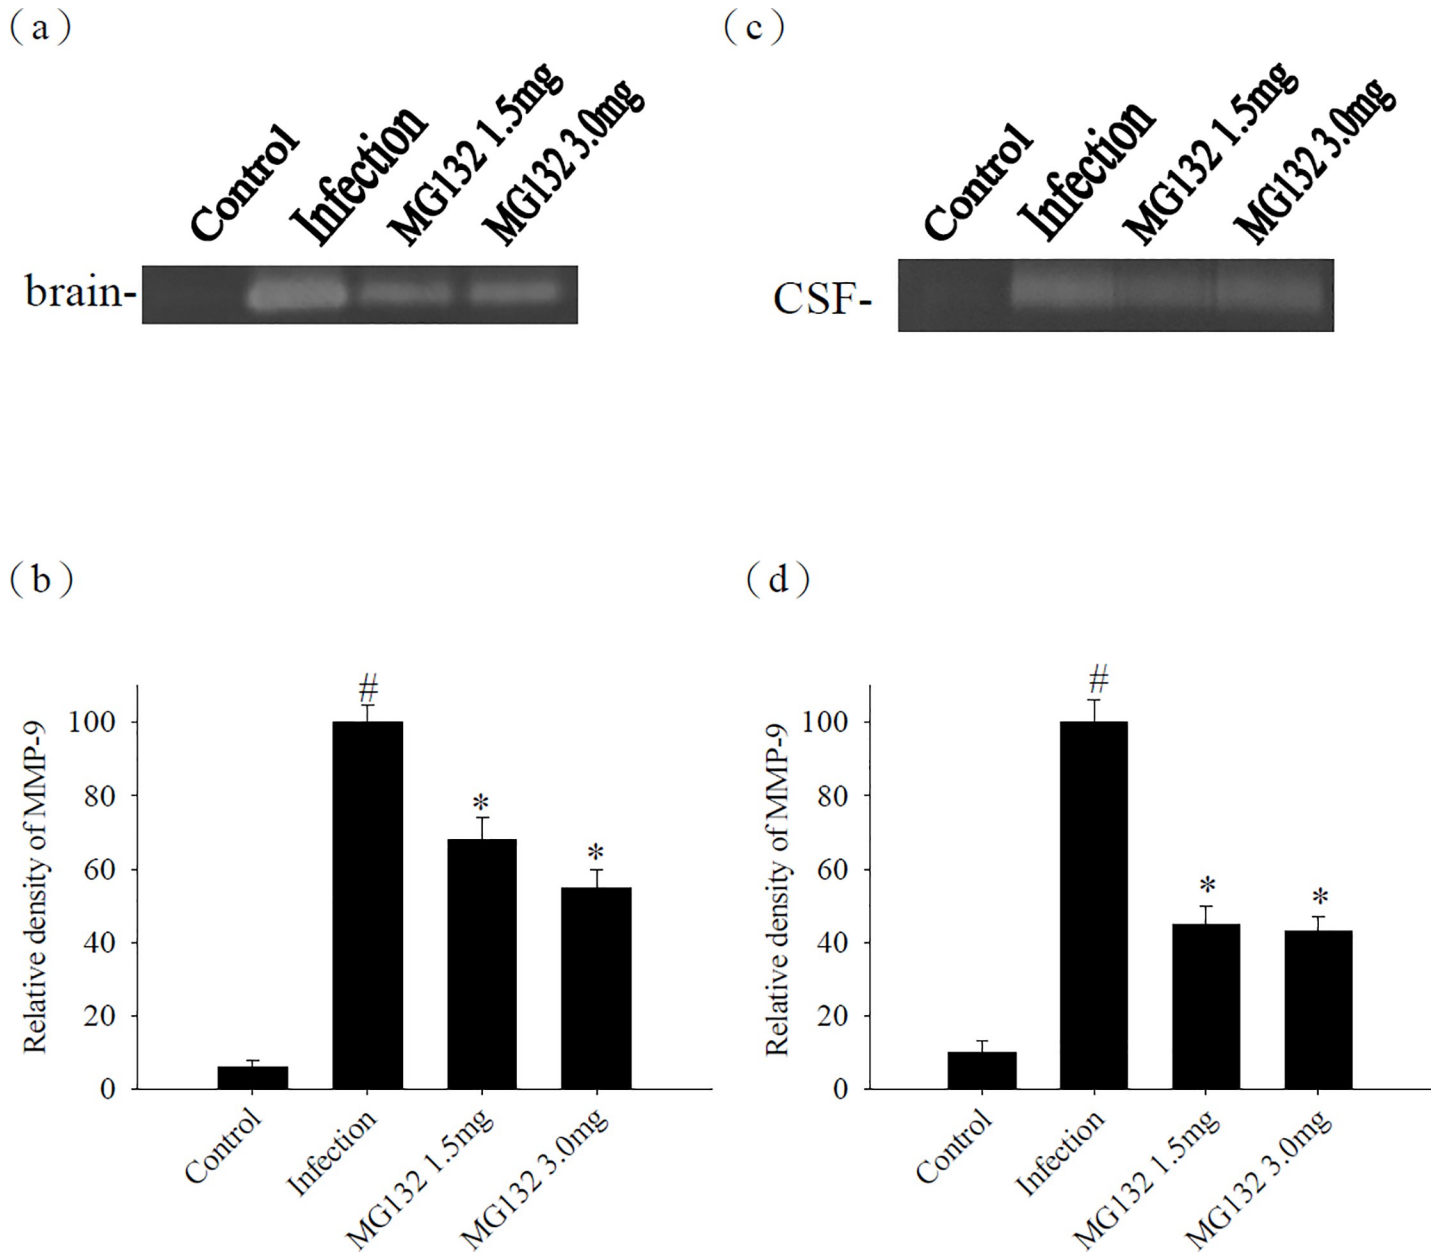 ( a )
Control
Infection
MG132 1.5mg
MG132 3.0mg
brain-
( c )
Control
Infection
MG132 1.5mg
MG132 3.0mg
CSF-
( b )
Relative density of MMP-9
100
80
60
40
20
0
#
*
*
Control
Infection
MG132 1.5mg
MG132 3.0mg
( d )
Relative density of MMP-9
100
80
60
40
20
0
#
*
*
Control
Infection
MG132 1.5mg
MG132 3.0mg